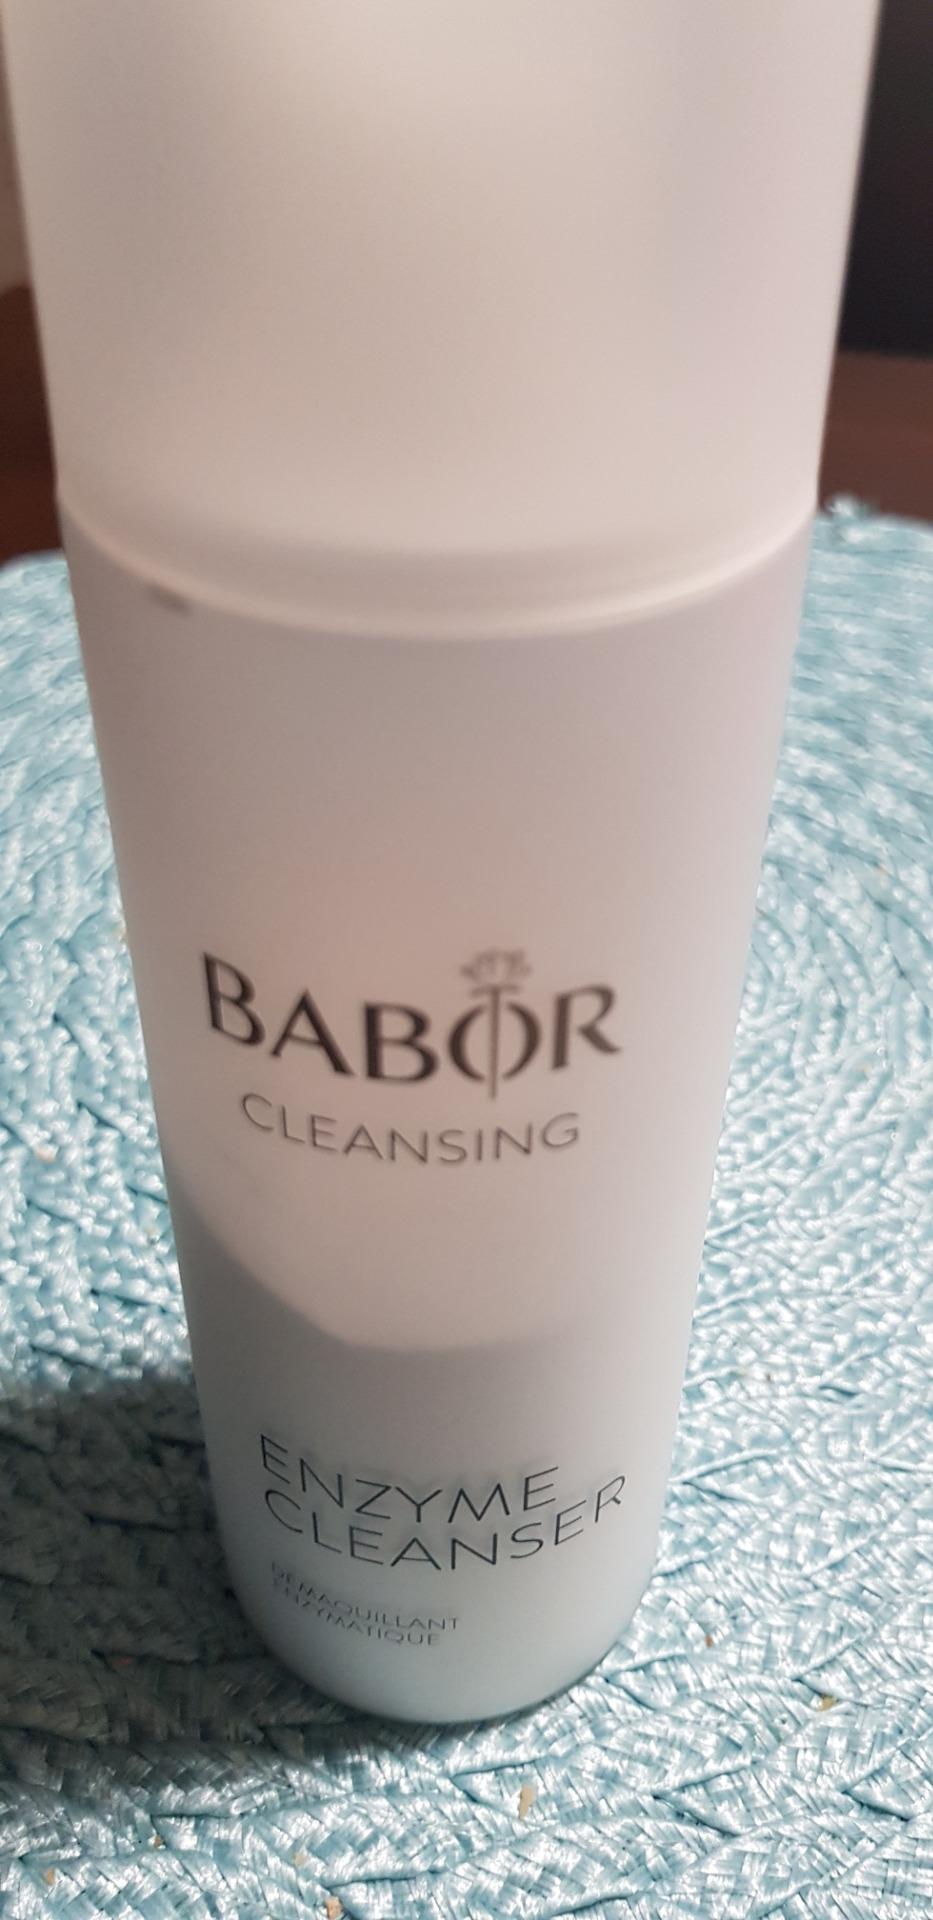 BABOR
CLEANSING
ENZYME
CLEANSER
DÉMAQUILLANT
ENZYMATIQUE